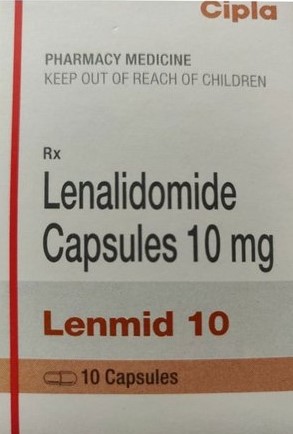 Cipla
PHARMACY MEDICINE
KEEP OUT OF REACH OF CHILDREN
Rx
Lenalidomide
Capsules 10 mg
Lenmid 10
10 Capsules